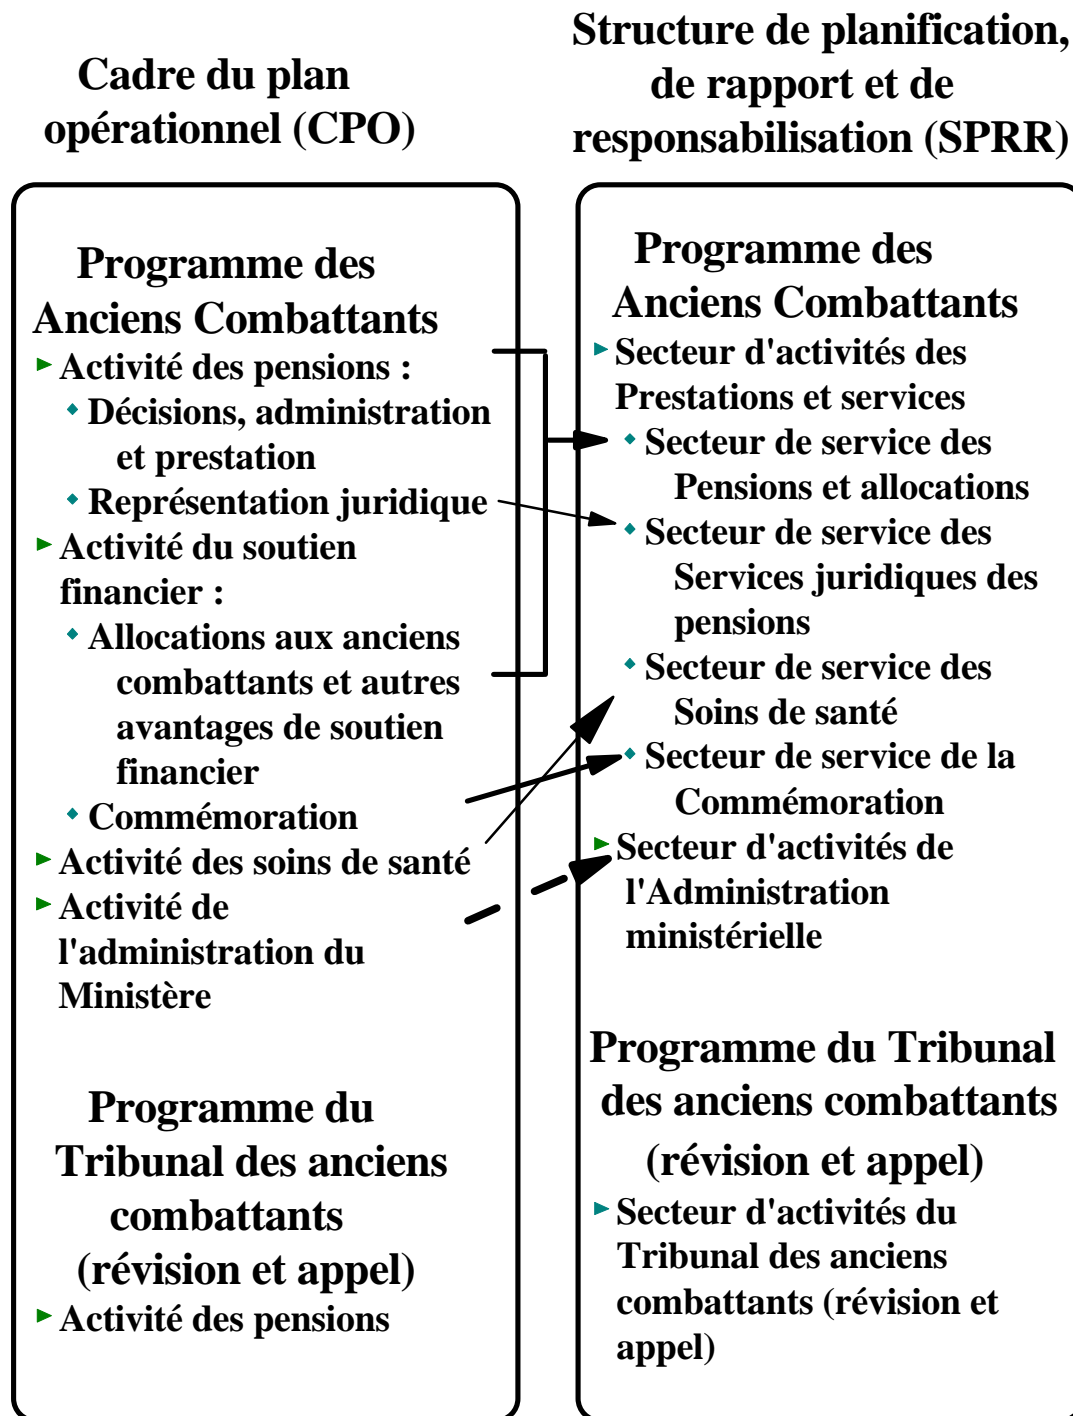 Cadre du plan
opérationnel (CPO)
Programme des
Anciens Combattants
Activité des pensions :
Décisions, administration
et prestation
Représentation juridique
Activité du soutien
financier :
Allocations aux anciens
combattants et autres
avantages de soutien
financier
Commémoration
Activité des soins de santé
Activité de
l'administration du
Ministère
Programme du
Tribunal des anciens
combattants
(révision et appel)
Activité des pensions
Structure de planification,
de rapport et de
responsabilisation (SPRR)
Programme des
Anciens Combattants
Secteur d'activités des
Prestations et services
Secteur de service des
Pensions et allocations
Secteur de service des
Services juridiques des
pensions
Secteur de service des
Soins de santé
Secteur de service de la
Commémoration
Secteur d'activités de
l'Administration
ministérielle
Programme du Tribunal
des anciens combattants
(révision et appel)
Secteur d'activités du
Tribunal des anciens
combattants (révision et
appel)